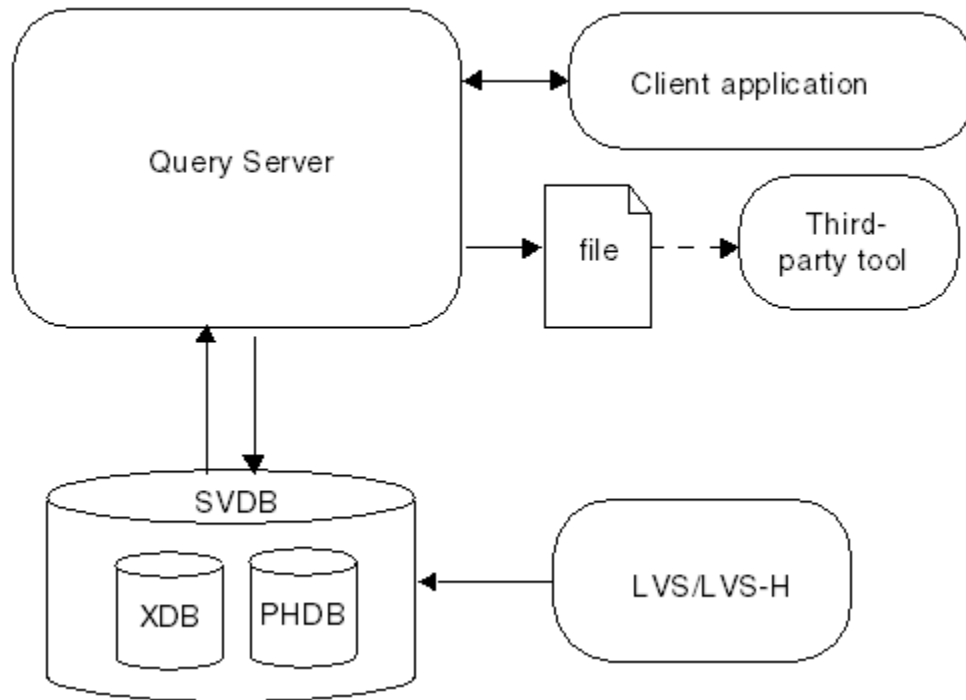 Client application
Query Server
file
Third-
party tool
SVDB
XDB
PHDB
LVS/LVS-H